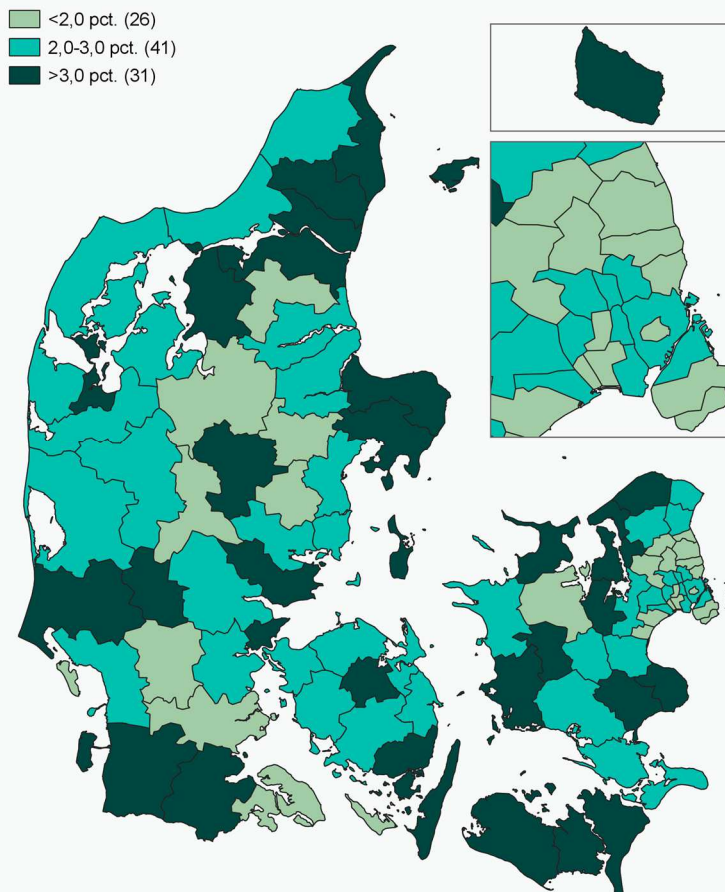 <2,0 pct. (26)
2,0-3,0 pct. (41)
>3,0 pct. (31)